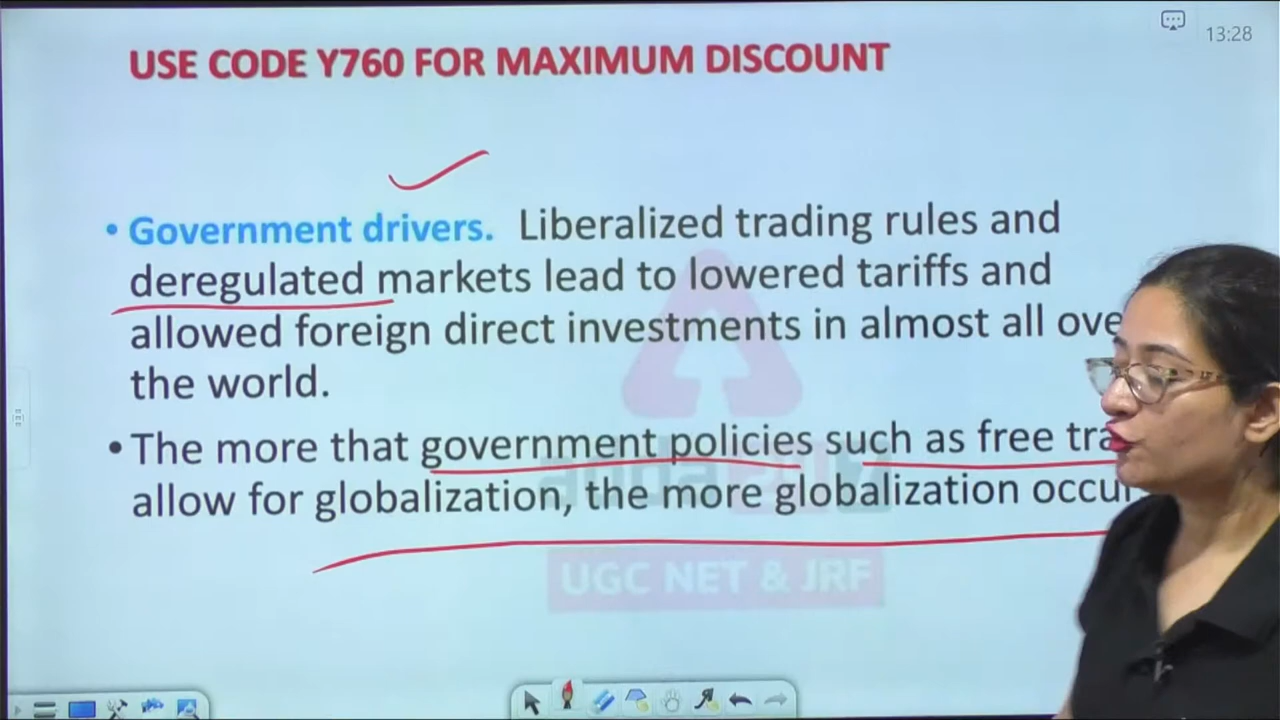 13:28
USE CODE Y760 FOR MAXIMUM DISCOUNT
• Government drivers. Liberalized trading rules and
deregulated markets lead to lowered tariffs and
allowed foreign direct investments in almost all
the world.
• The more that government policies such as free
allow for globalization, the more globalization
UGC NET & JRF